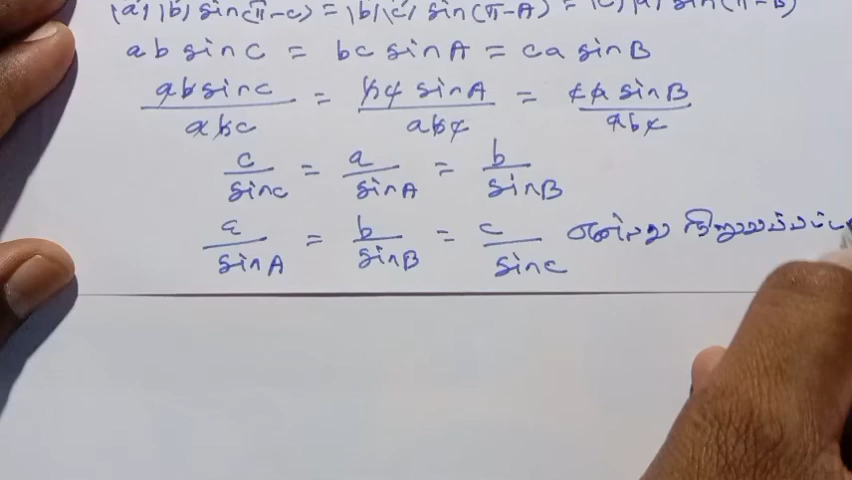 |a| |b| sin(π-c) = |b| |c| sin(π-A) = |c| |a| sin(π-B)
ab sinC = bc sinA = ca sinB
ab sinC/abc = bc sinA/abc = ca sinB/abc
c/sinC = a/sinA = b/sinB
a/sinA = b/sinB = c/sinC என்று நிறுவப்பட்ட